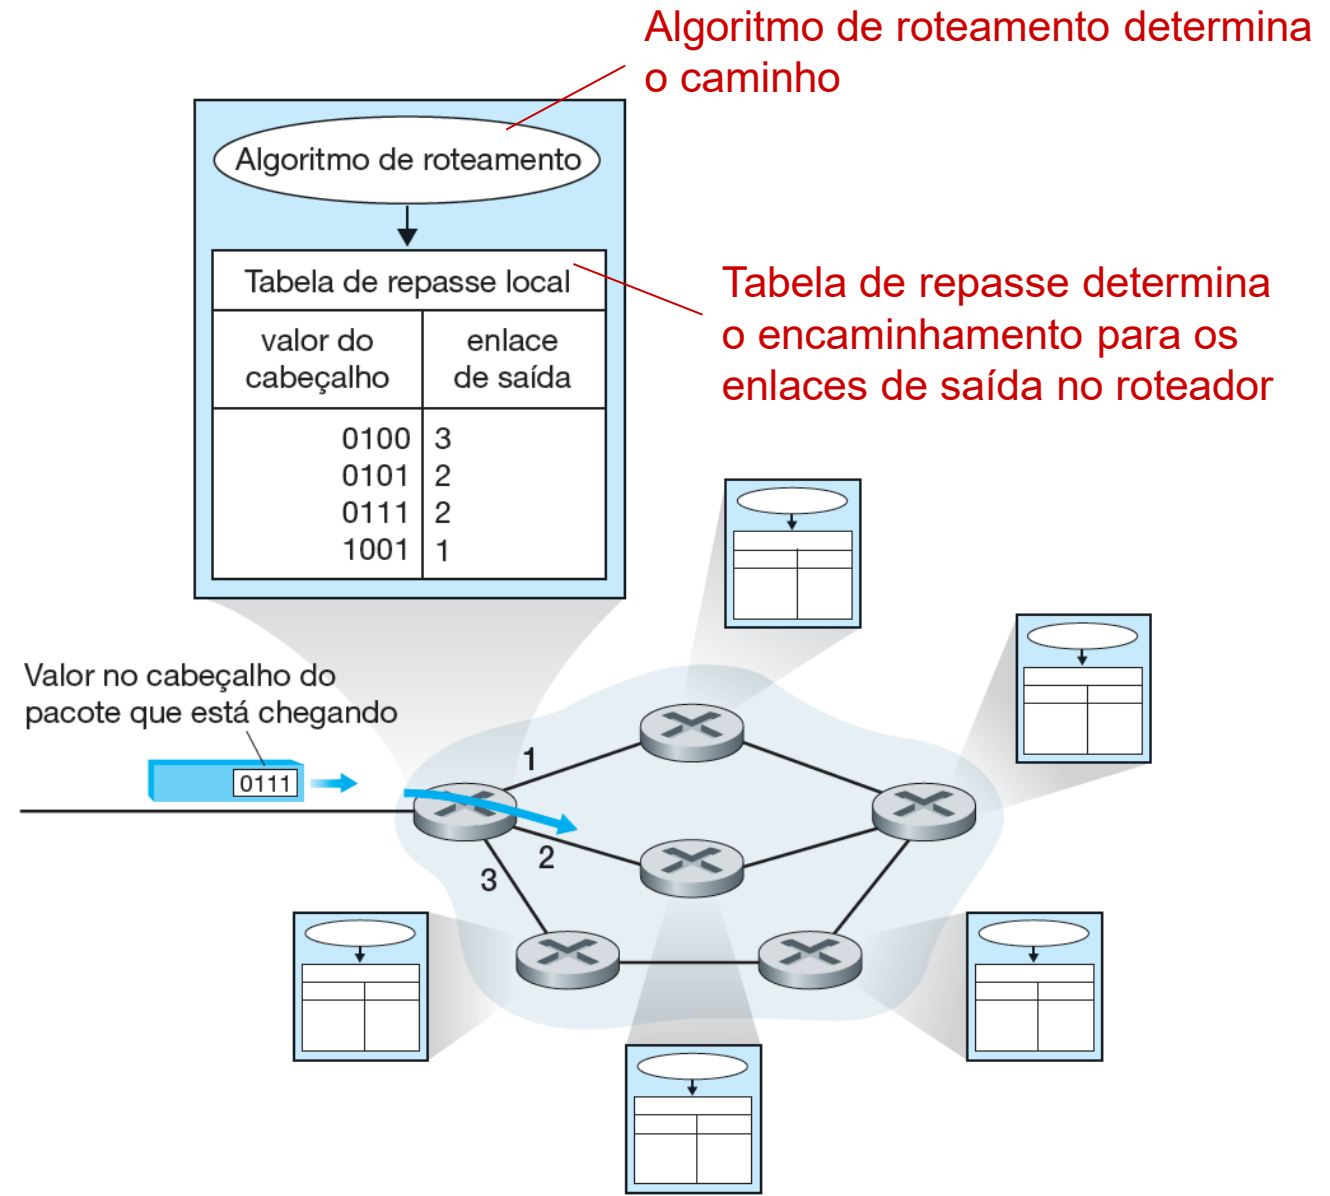 Algoritmo de roteamento determina
o caminho
Algoritmo de roteamento
Tabela de repasse local
valor do
cabeçalho
enlace
de saída
0100 3
0101 2
0111 2
1001 1
Tabela de repasse determina
o encaminhamento para os
enlaces de saída no roteador
Valor no cabeçalho do
pacote que está chegando
0111
1
2
3